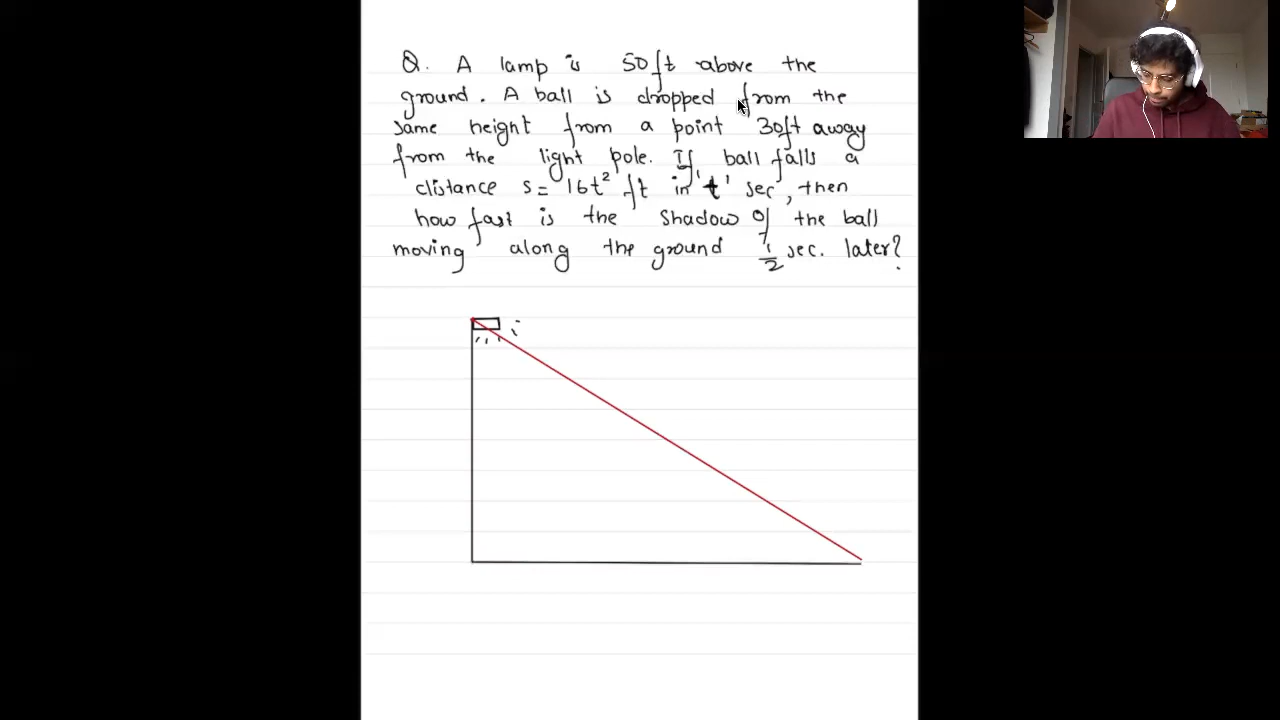 Q. A lamp is 50ft above the
ground. A ball is dropped from the
same height from a point 30ft away
from the light pole. If ball falls a
distance s = 16t² ft in 't' sec, then
how fast is the shadow of the ball
moving along the ground 1/2 sec. later?